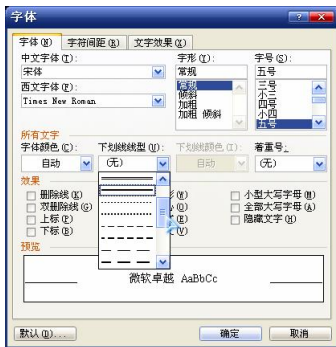 字体
字体(N) 字符间距(R) 文字效果(X)
中文字体(T): 字形(Y): 字号(S):
宋体 常规 五号
西文字体(F): 常规 三号
Times New Roman 倾斜 小三
加粗 四号
加粗 倾斜 小四
五号
所有文字
字体颜色(C): 下划线线型(U): 下划线颜色(I): 着重号:
自动 (无) 自动 (无)
效果
删除线(K) 小型大写字母(M)
双删除线(G) 全部大写字母(A)
上标(P) 隐藏文字(H)
下标(B)
预览
微软卓越 AaBbCc
默认(D)... 确定 取消